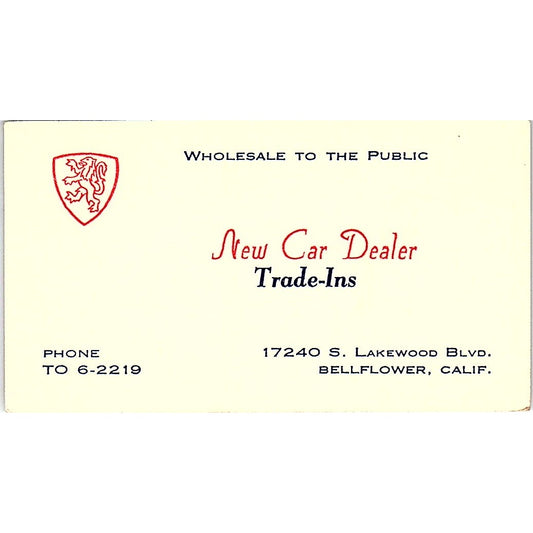 Wholesale to the Public
New Car Dealer
Trade-Ins
PHONE
TO 6-2219
17240 S. Lakewood Blvd.
BELLFLOWER, CALIF.